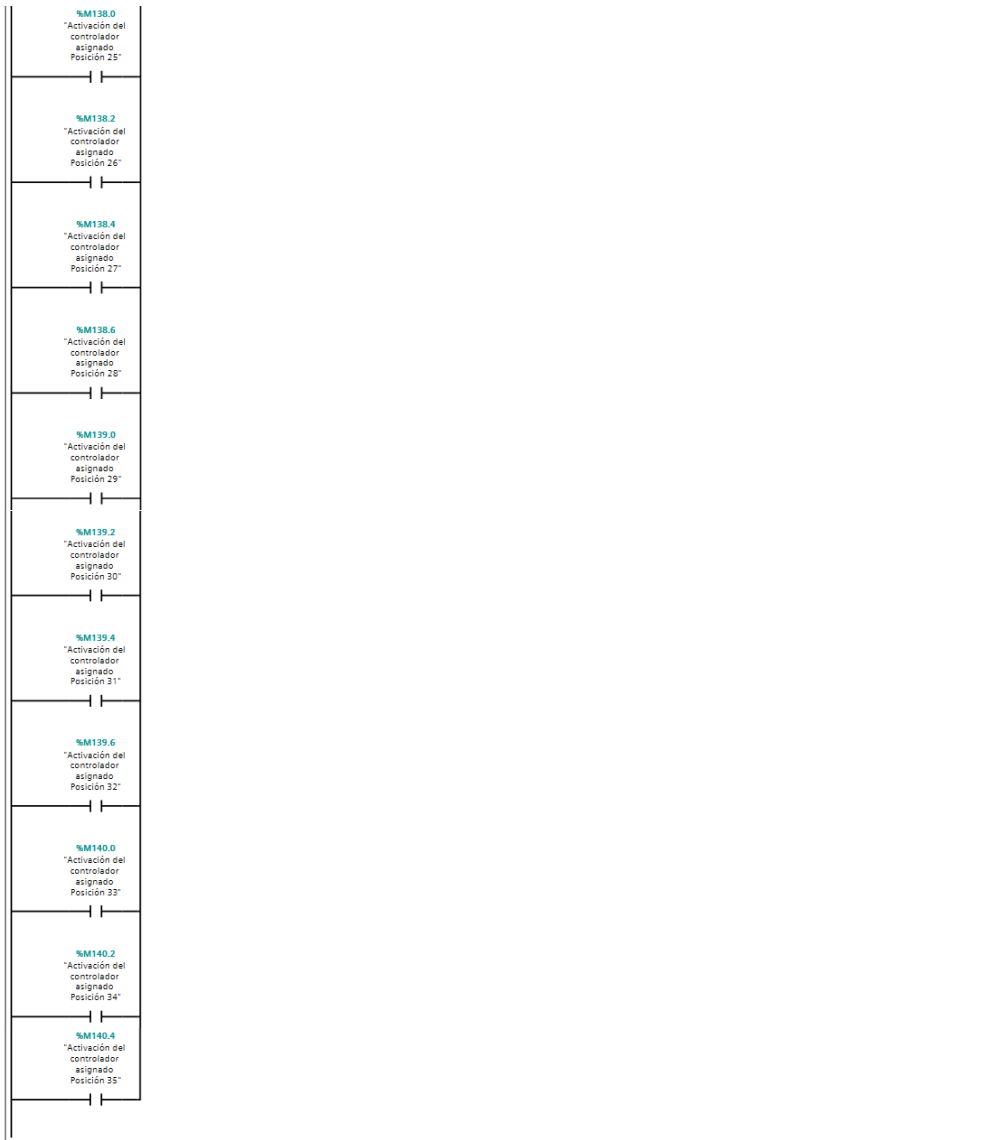 %M138.0
"Activación del
controlador
asignado
Posición 25"
%M138.2
"Activación del
controlador
asignado
Posición 26"
%M138.4
"Activación del
controlador
asignado
Posición 27"
%M138.6
"Activación del
controlador
asignado
Posición 28"
%M139.0
"Activación del
controlador
asignado
Posición 29"
%M139.2
"Activación del
controlador
asignado
Posición 30"
%M139.4
"Activación del
controlador
asignado
Posición 31"
%M139.6
"Activación del
controlador
asignado
Posición 32"
%M140.0
"Activación del
controlador
asignado
Posición 33"
%M140.2
"Activación del
controlador
asignado
Posición 34"
%M140.4
"Activación del
controlador
asignado
Posición 35"